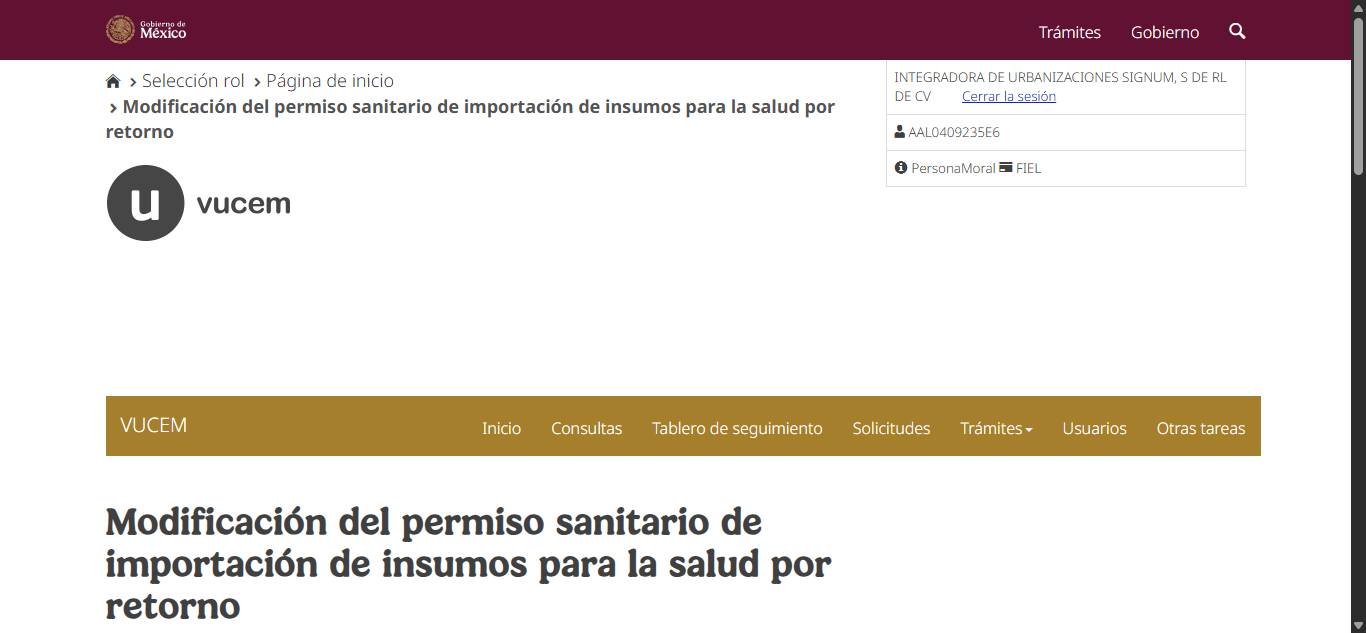 Gobierno de
México
Trámites
Gobierno
Selección rol
Página de inicio
Modificación del permiso sanitario de importación de insumos para la salud por
retorno
INTEGRADORA DE URBANIZACIONES SIGNUM, S DE RL
DE CV Cerrar la sesión
AAL0409235E6
PersonaMoral FIEL
u vucem
VUCEM
Inicio
Consultas
Tablero de seguimiento
Solicitudes
Trámites
Usuarios
Otras tareas
Modificación del permiso sanitario de
importación de insumos para la salud por
retorno